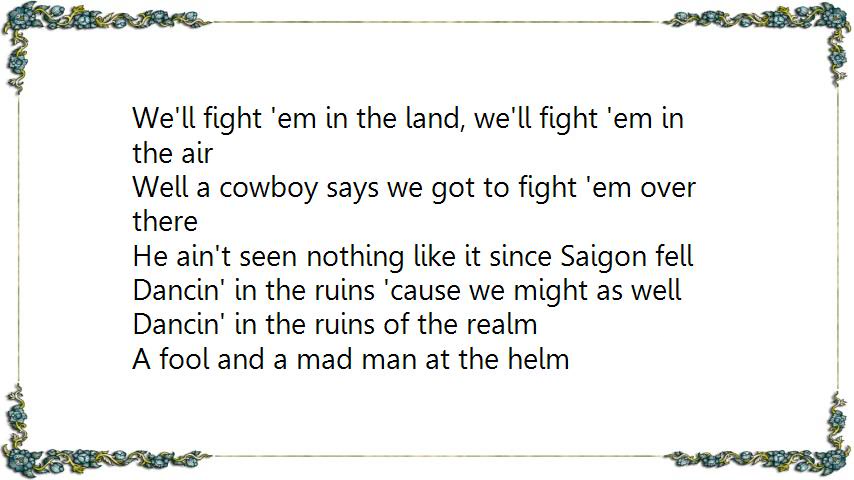 We'll fight 'em in the land, we'll fight 'em in
the air
Well a cowboy says we got to fight 'em over
there
He ain't seen nothing like it since Saigon fell
Dancin' in the ruins 'cause we might as well
Dancin' in the ruins of the realm
A fool and a mad man at the helm